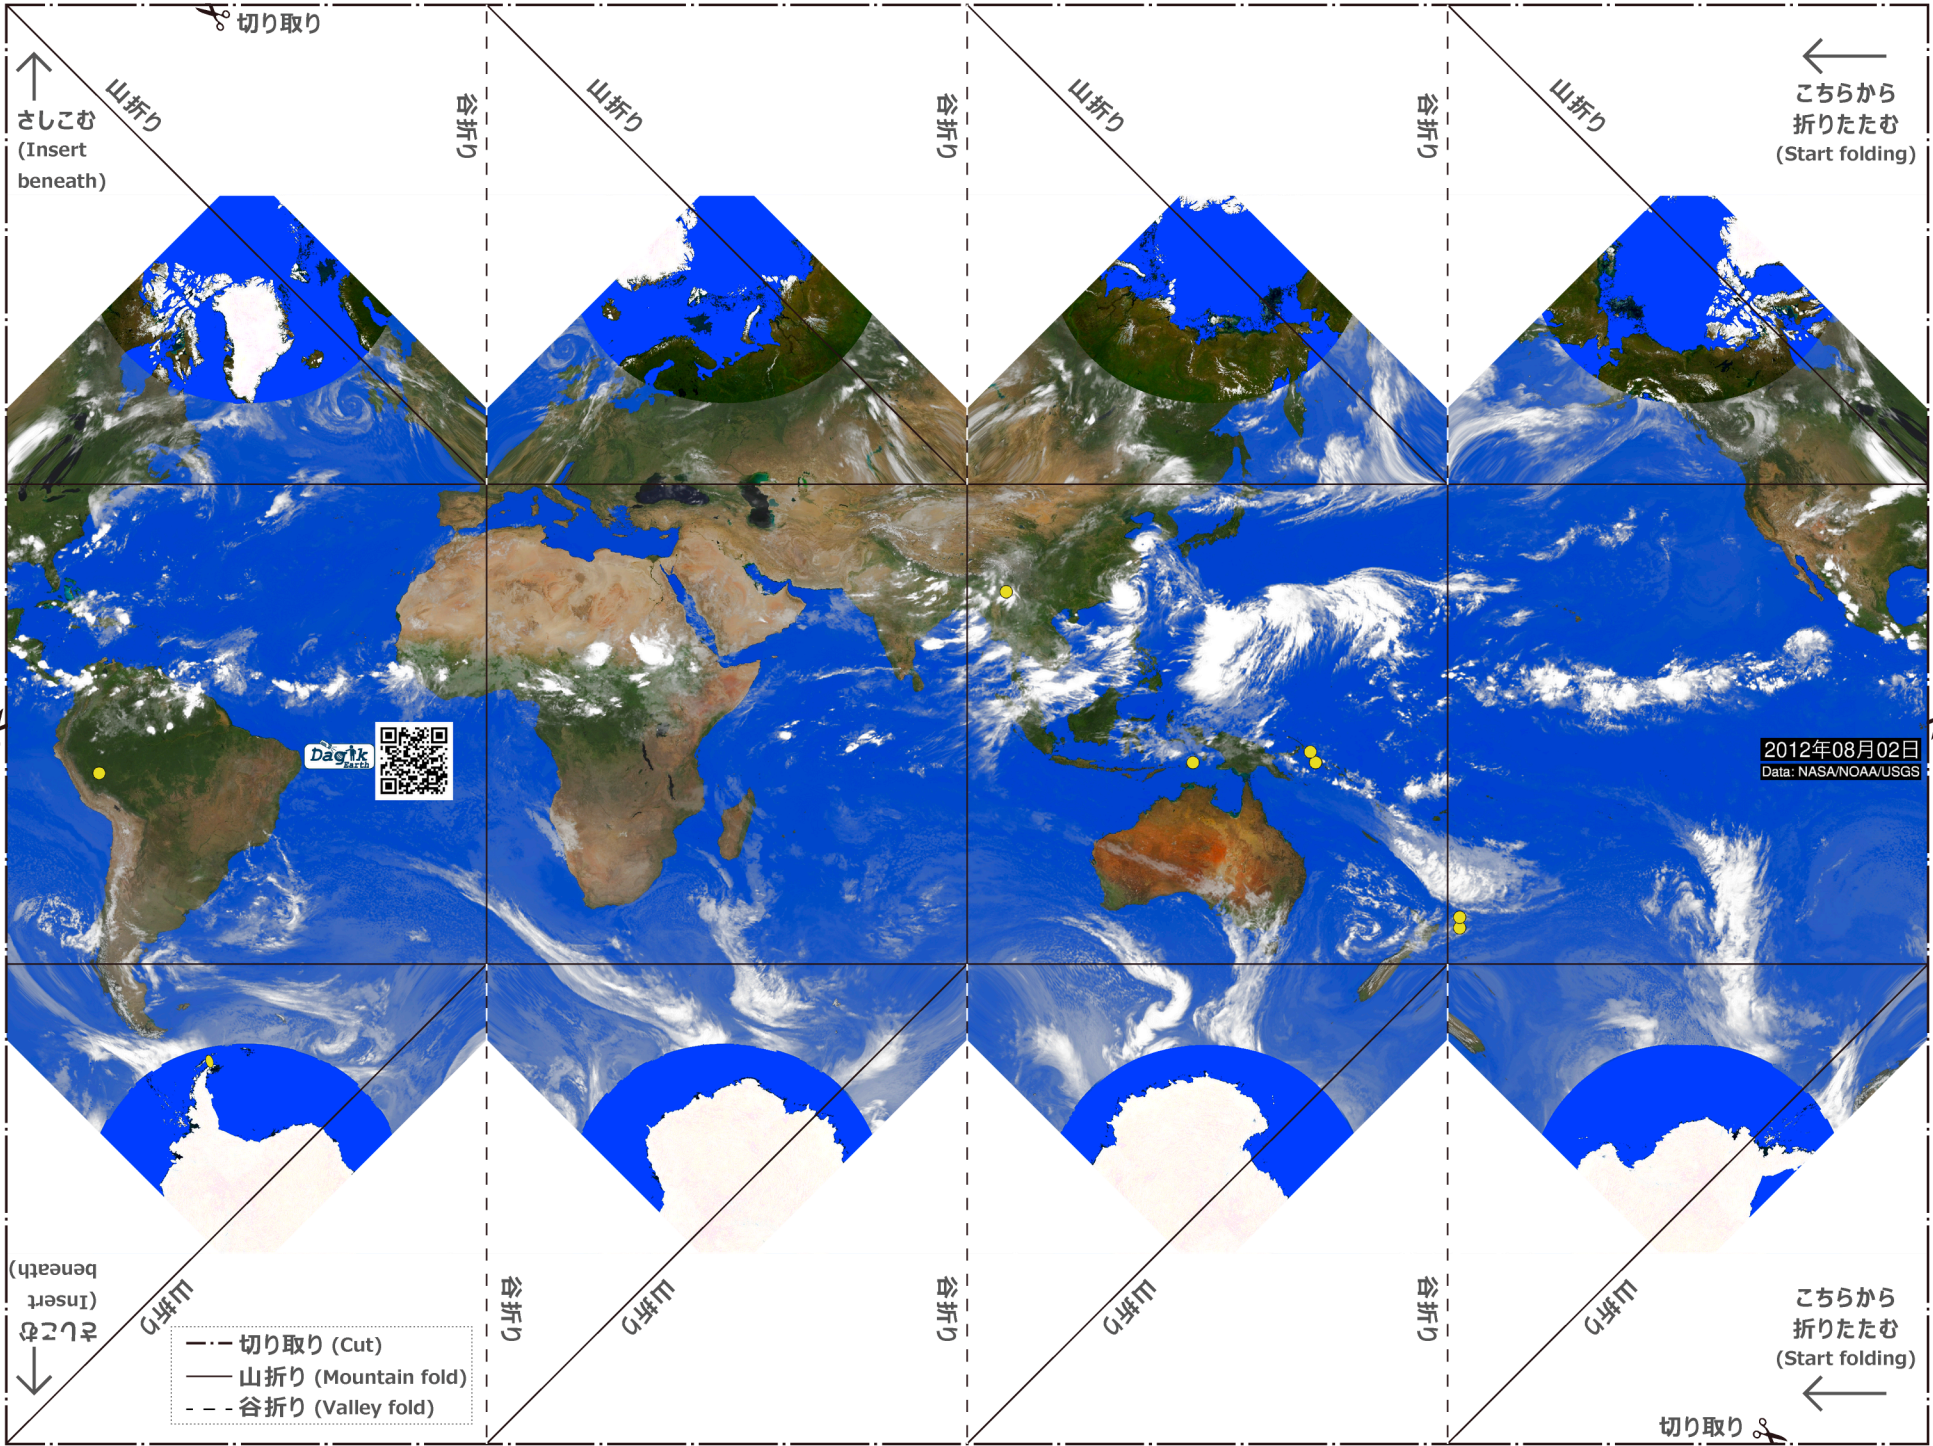 切り取り
山折り
山折り
山折り
山折り
谷折り
谷折り
谷折り
さしこむ
(Insert
beneath)
こちらから
折りたたむ
(Start folding)
Dagik
Earth
2012年08月02日
Data: NASA/NOAA/USGS
さしこむ
(Insert
beneath)
山折り
山折り
山折り
山折り
谷折り
谷折り
谷折り
こちらから
折りたたむ
(Start folding)
切り取り (Cut)
山折り (Mountain fold)
谷折り (Valley fold)
切り取り